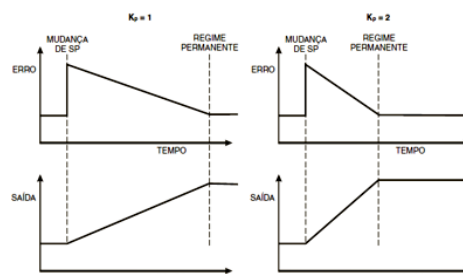 Kp = 1
MUDANÇA
DE SP
REGIME
PERMANENTE
ERRO
TEMPO
SAÍDA
Kp = 2
MUDANÇA
DE SP
REGIME
PERMANENTE
ERRO
TEMPO
SAÍDA